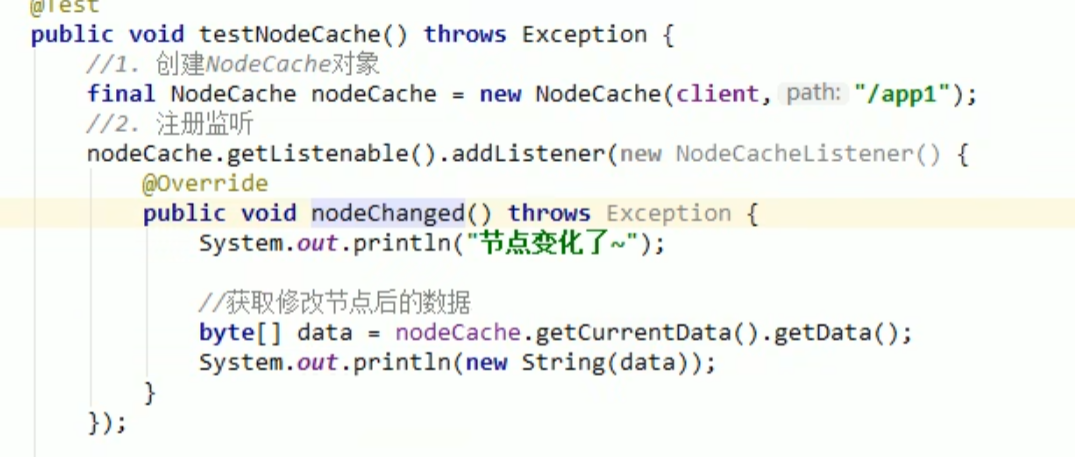 @Test
public void testNodeCache() throws Exception {
//1. 创建NodeCache对象
final NodeCache nodeCache = new NodeCache(client, path: "/app1");
//2. 注册监听
nodeCache.getListenable().addListener(new NodeCacheListener() {
@Override
public void nodeChanged() throws Exception {
System.out.println("节点变化了~");
//获取修改节点后的数据
byte[] data = nodeCache.getCurrentData().getData();
System.out.println(new String(data));
}
});